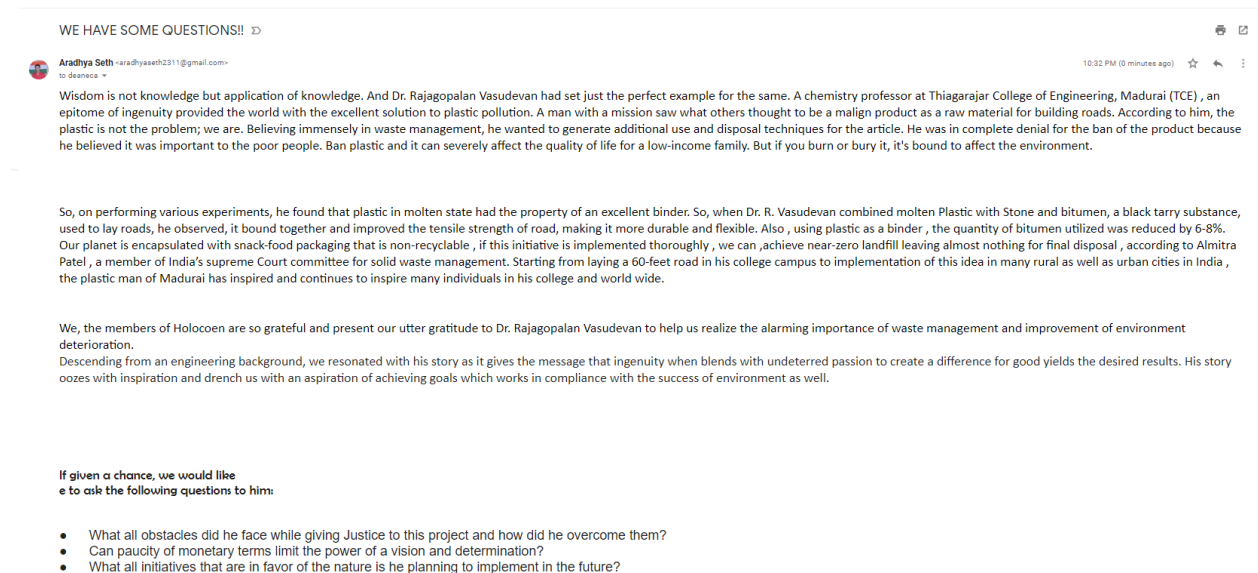 WE HAVE SOME QUESTIONS!!
Aradhya Seth <aradhyaseth2311@gmail.com>
10:32 PM (0 minutes ago)
to deaneca
Wisdom is not knowledge but application of knowledge. And Dr. Rajagopalan Vasudevan had set just the perfect example for the same. A chemistry professor at Thiagarajar College of Engineering, Madurai (TCE) , an
epitome of ingenuity provided the world with the excellent solution to plastic pollution. A man with a mission saw what others thought to be a malign product as a raw material for building roads. According to him, the
plastic is not the problem; we are. Believing immensely in waste management, he wanted to generate additional use and disposal techniques for the article. He was in complete denial for the ban of the product because
he believed it was important to the poor people. Ban plastic and it can severely affect the quality of life for a low-income family. But if you burn or bury it, it's bound to affect the environment.
So, on performing various experiments, he found that plastic in molten state had the property of an excellent binder. So, when Dr. R. Vasudevan combined molten Plastic with Stone and bitumen, a black tarry substance,
used to lay roads, he observed, it bound together and improved the tensile strength of road, making it more durable and flexible. Also , using plastic as a binder , the quantity of bitumen utilized was reduced by 6-8%.
Our planet is encapsulated with snack-food packaging that is non-recyclable , if this initiative is implemented thoroughly , we can ,achieve near-zero landfill leaving almost nothing for final disposal , according to Almitra
Patel , a member of India's supreme Court committee for solid waste management. Starting from laying a 60-feet road in his college campus to implementation of this idea in many rural as well as urban cities in India ,
the plastic man of Madurai has inspired and continues to inspire many individuals in his college and world wide.
We, the members of Holocoen are so grateful and present our utter gratitude to Dr. Rajagopalan Vasudevan to help us realize the alarming importance of waste management and improvement of environment
deterioration.
Descending from an engineering background, we resonated with his story as it gives the message that ingenuity when blends with undeterred passion to create a difference for good yields the desired results. His story
oozes with inspiration and drench us with an aspiration of achieving goals which works in compliance with the success of environment as well.
If given a chance, we would like
e to ask the following questions to him:
● What all obstacles did he face while giving Justice to this project and how did he overcome them?
● Can paucity of monetary terms limit the power of a vision and determination?
● What all initiatives that are in favor of the nature is he planning to implement in the future?